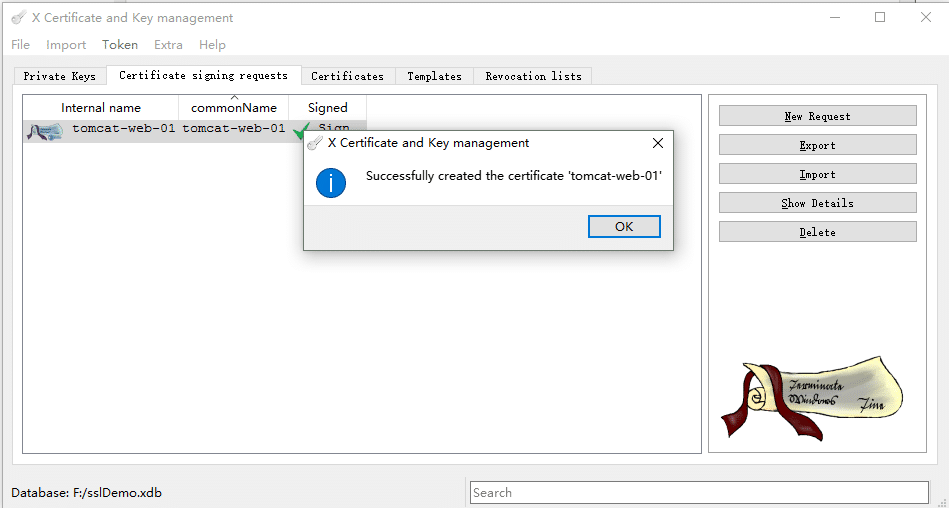 X Certificate and Key management
File Import Token Extra Help
Private Keys Certificate signing requests Certificates Templates Revocation lists
Internal name commonName Signed
tomcat-web-01 tomcat-web-01 Sign
X Certificate and Key management
Successfully created the certificate 'tomcat-web-01'
OK
New Request
Export
Import
Show Details
Delete
Terminate
Windows Fine
Database: F:/sslDemo.xdb
Search